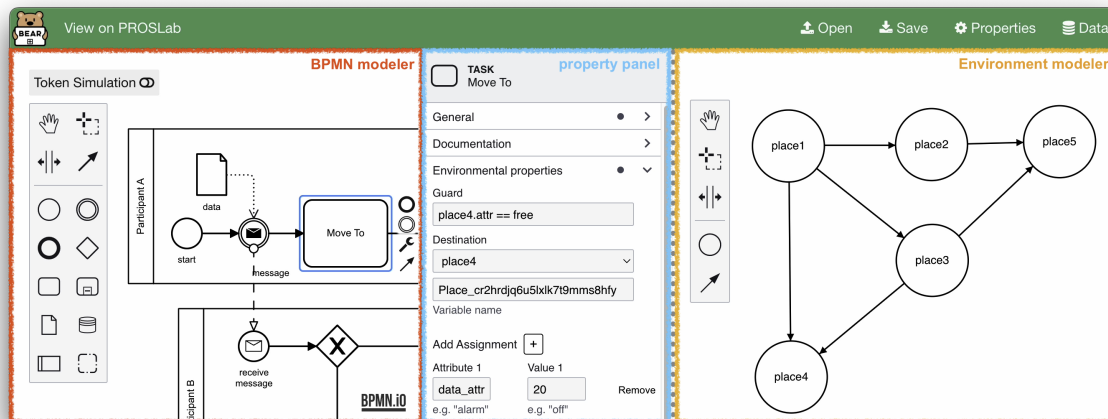 BEAR
View on PROSLab
Open
Save
Properties
Data
BPMN modeler
Token Simulation
Participant A
data
start
message
Move To
receive
message
BPMN.iO
property panel
TASK
Move To
General
Documentation
Environmental properties
Guard
place4.attr == free
Destination
place4
Place_cr2hrdjq6u5lxlk7t9mms8hfy
Variable name
Add Assignment +
Attribute 1 Value 1
data_attr 20 Remove
e.g. "alarm" e.g. "off"
Environment modeler
place1
place2
place5
place3
place4